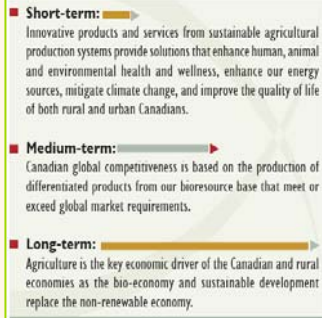 Short-term:
Innovative products and services from sustainable agricultural
production systems provide solutions that enhance human, animal
and environmental health and wellness, enhance our energy
sources, mitigate climate change, and improve the quality of life
of both rural and urban Canadians.
Medium-term:
Canadian global competitiveness is based on the production of
differentiated products from our bioresource base that meet or
exceed global market requirements.
Long-term:
Agriculture is the key economic driver of the Canadian and rural
economies as the bio-economy and sustainable development
replace the non-renewable economy.